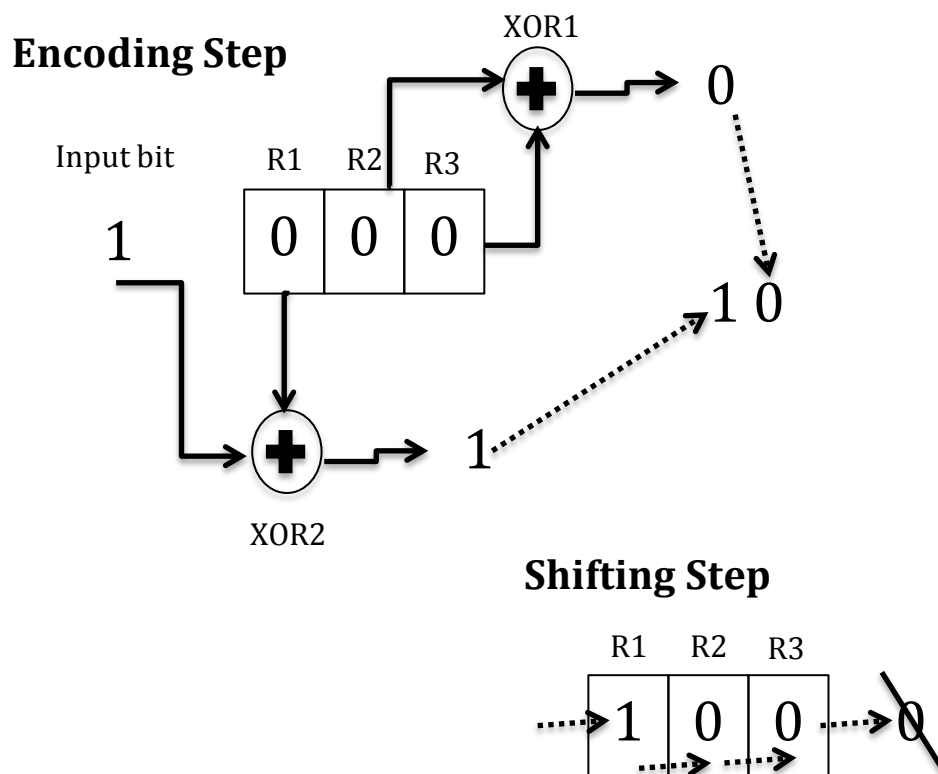 XOR1
Encoding Step
0
Input bit R1 R2 R3
1 0 0 0
1 0
1
XOR2
Shifting Step
R1 R2 R3
1 0 0 0